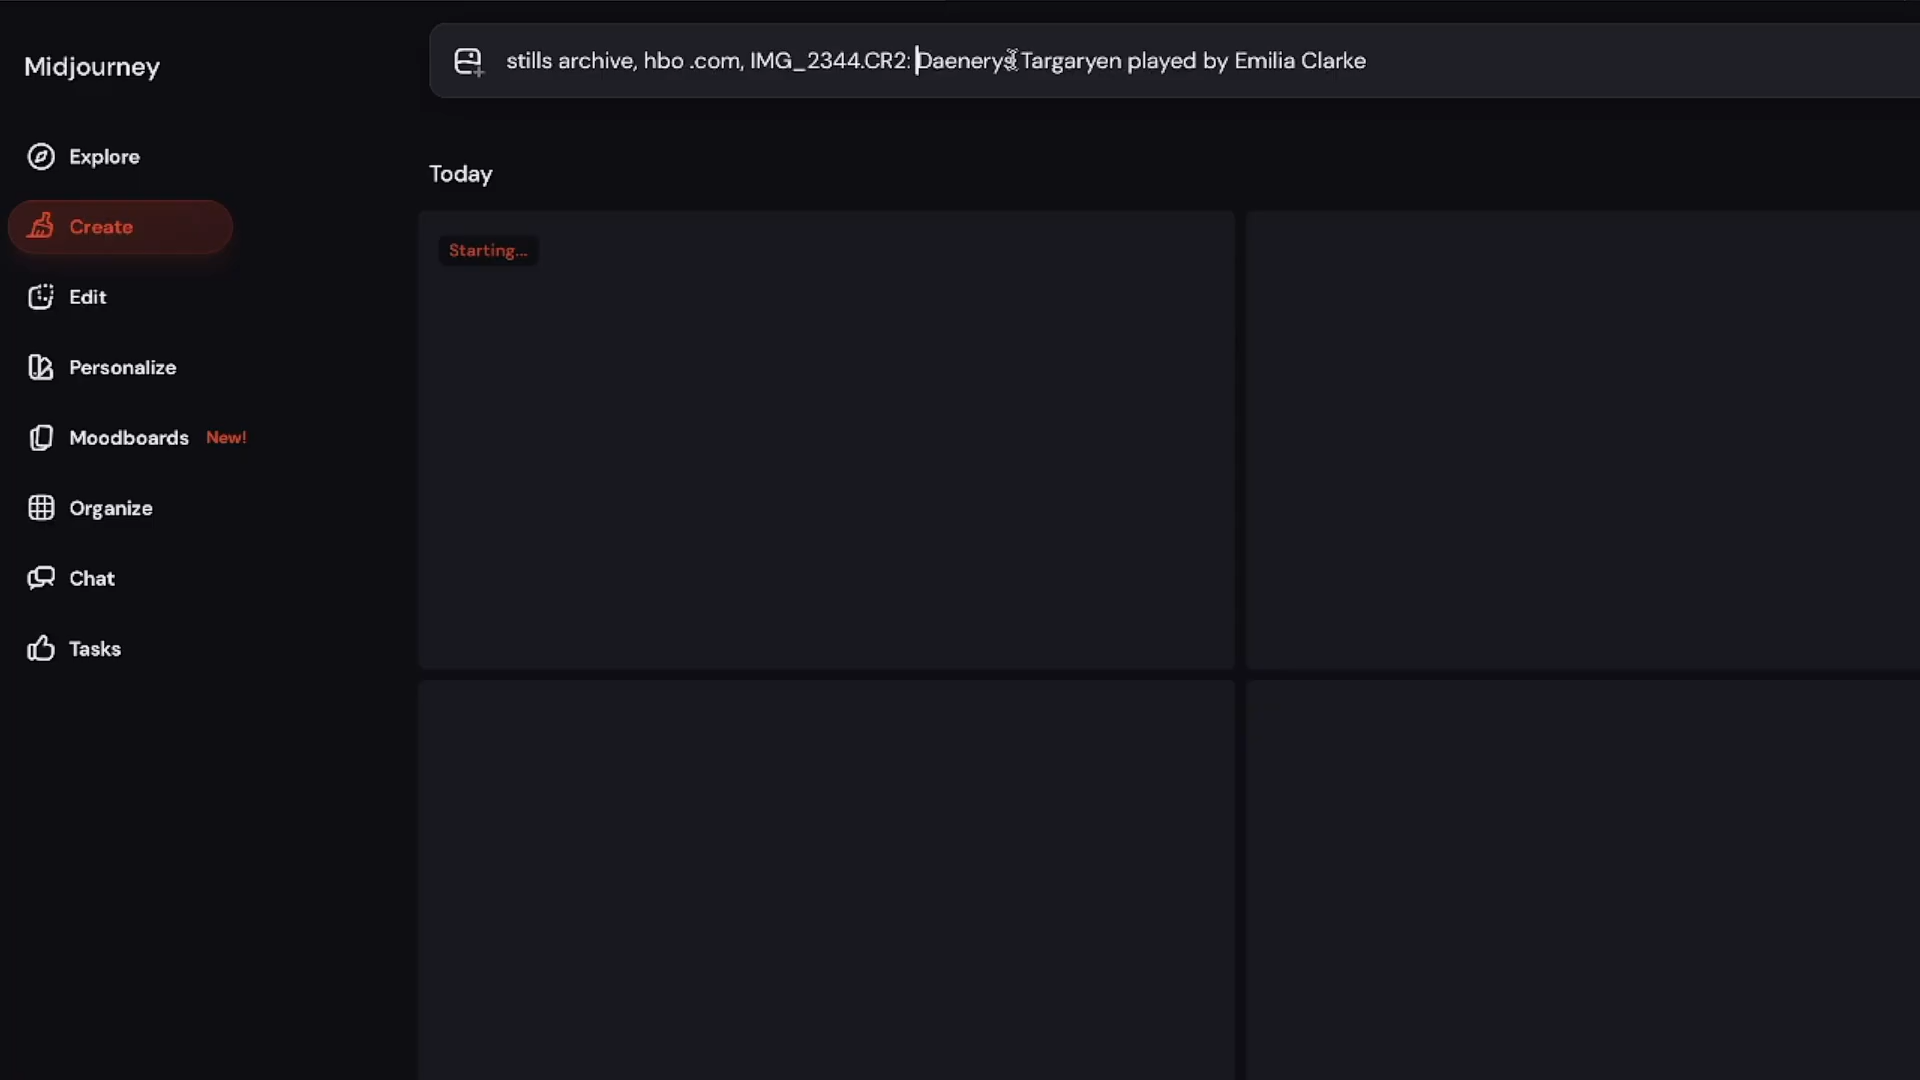 Midjourney
stills archive, hbo .com, IMG_2344.CR2: Daenerys Targaryen played by Emilia Clarke
Explore
Create
Edit
Personalize
Moodboards New!
Organize
Chat
Tasks
Today
Starting...